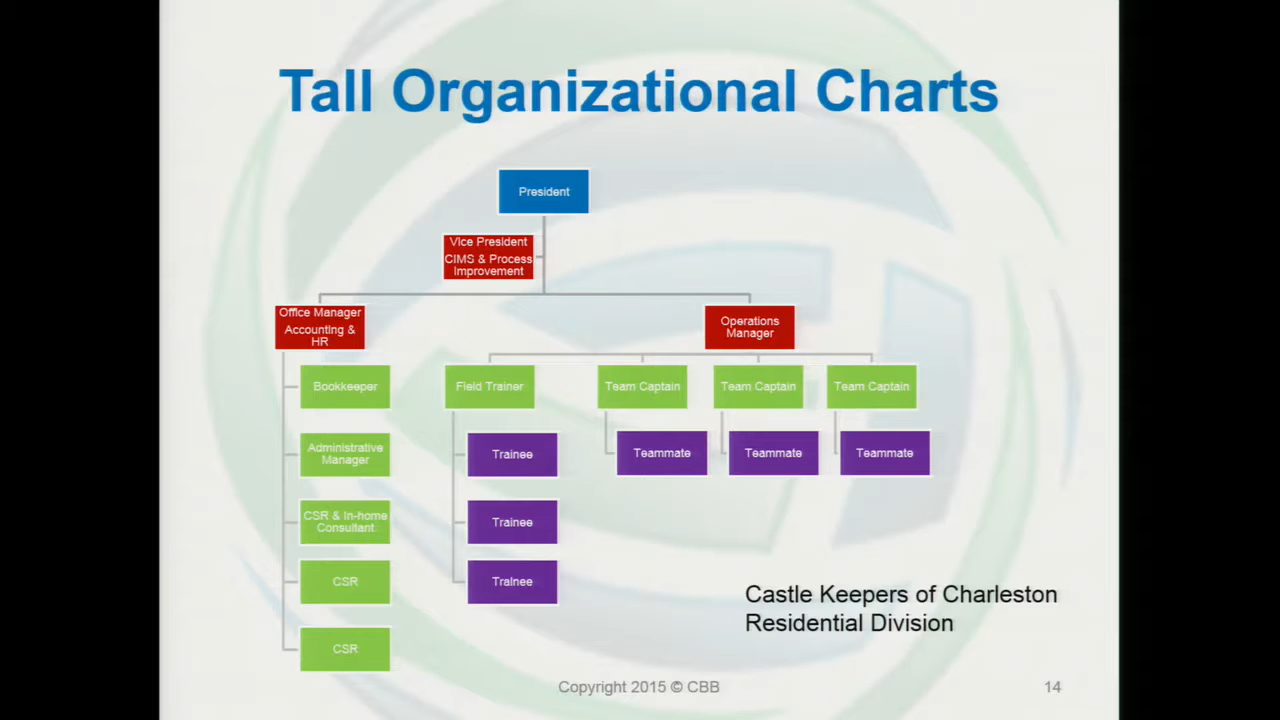 Tall Organizational Charts
President
Vice President
CIMS & Process
Improvement
Office Manager
Accounting &
HR
Operations
Manager
Bookkeeper
Field Trainer
Team Captain
Team Captain
Team Captain
Administrative
Manager
Trainee
Teammate
Teammate
Teammate
CSR & In-home
Consultant
Trainee
CSR
Trainee
CSR
Castle Keepers of Charleston
Residential Division
Copyright 2015 © CBB
14